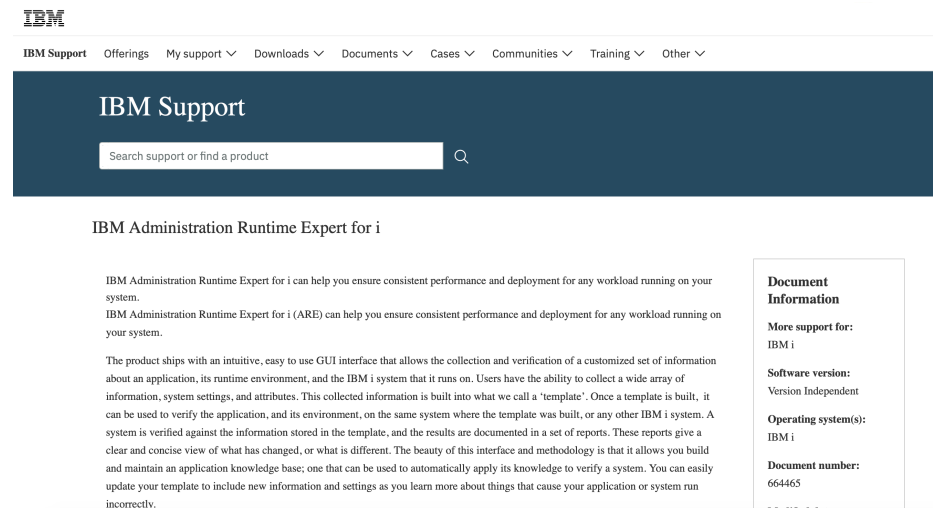 IBM
IBM Support Offerings My support Downloads Documents Cases Communities Training Other
IBM Support
Search support or find a product
IBM Administration Runtime Expert for i
IBM Administration Runtime Expert for i can help you ensure consistent performance and deployment for any workload running on your
system.
IBM Administration Runtime Expert for i (ARE) can help you ensure consistent performance and deployment for any workload running on
your system.
The product ships with an intuitive, easy to use GUI interface that allows the collection and verification of a customized set of information
about an application, its runtime environment, and the IBM i system that it runs on. Users have the ability to collect a wide array of
information, system settings, and attributes. This collected information is built into what we call a ‘template’. Once a template is built, it
can be used to verify the application, and its environment, on the same system where the template was built, or any other IBM i system. A
system is verified against the information stored in the template, and the results are documented in a set of reports. These reports give a
clear and concise view of what has changed, or what is different. The beauty of this interface and methodology is that it allows you build
and maintain an application knowledge base; one that can be used to automatically apply its knowledge to verify a system. You can easily
update your template to include new information and settings as you learn more about things that cause your application or system run
incorrectly.
Document
Information
More support for:
IBM i
Software version:
Version Independent
Operating system(s):
IBM i
Document number:
664465